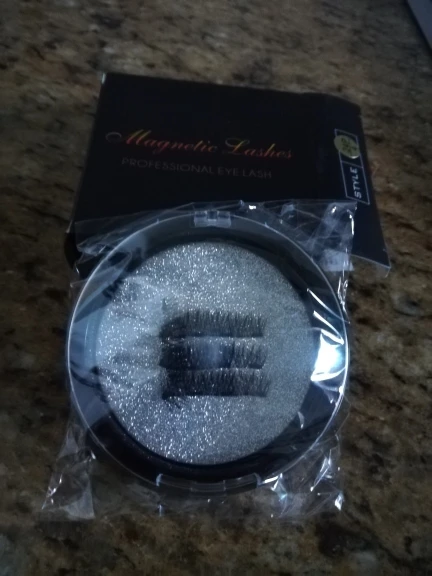 Magnetic Lashes
PROFESSIONAL EYE LASH
STYLE